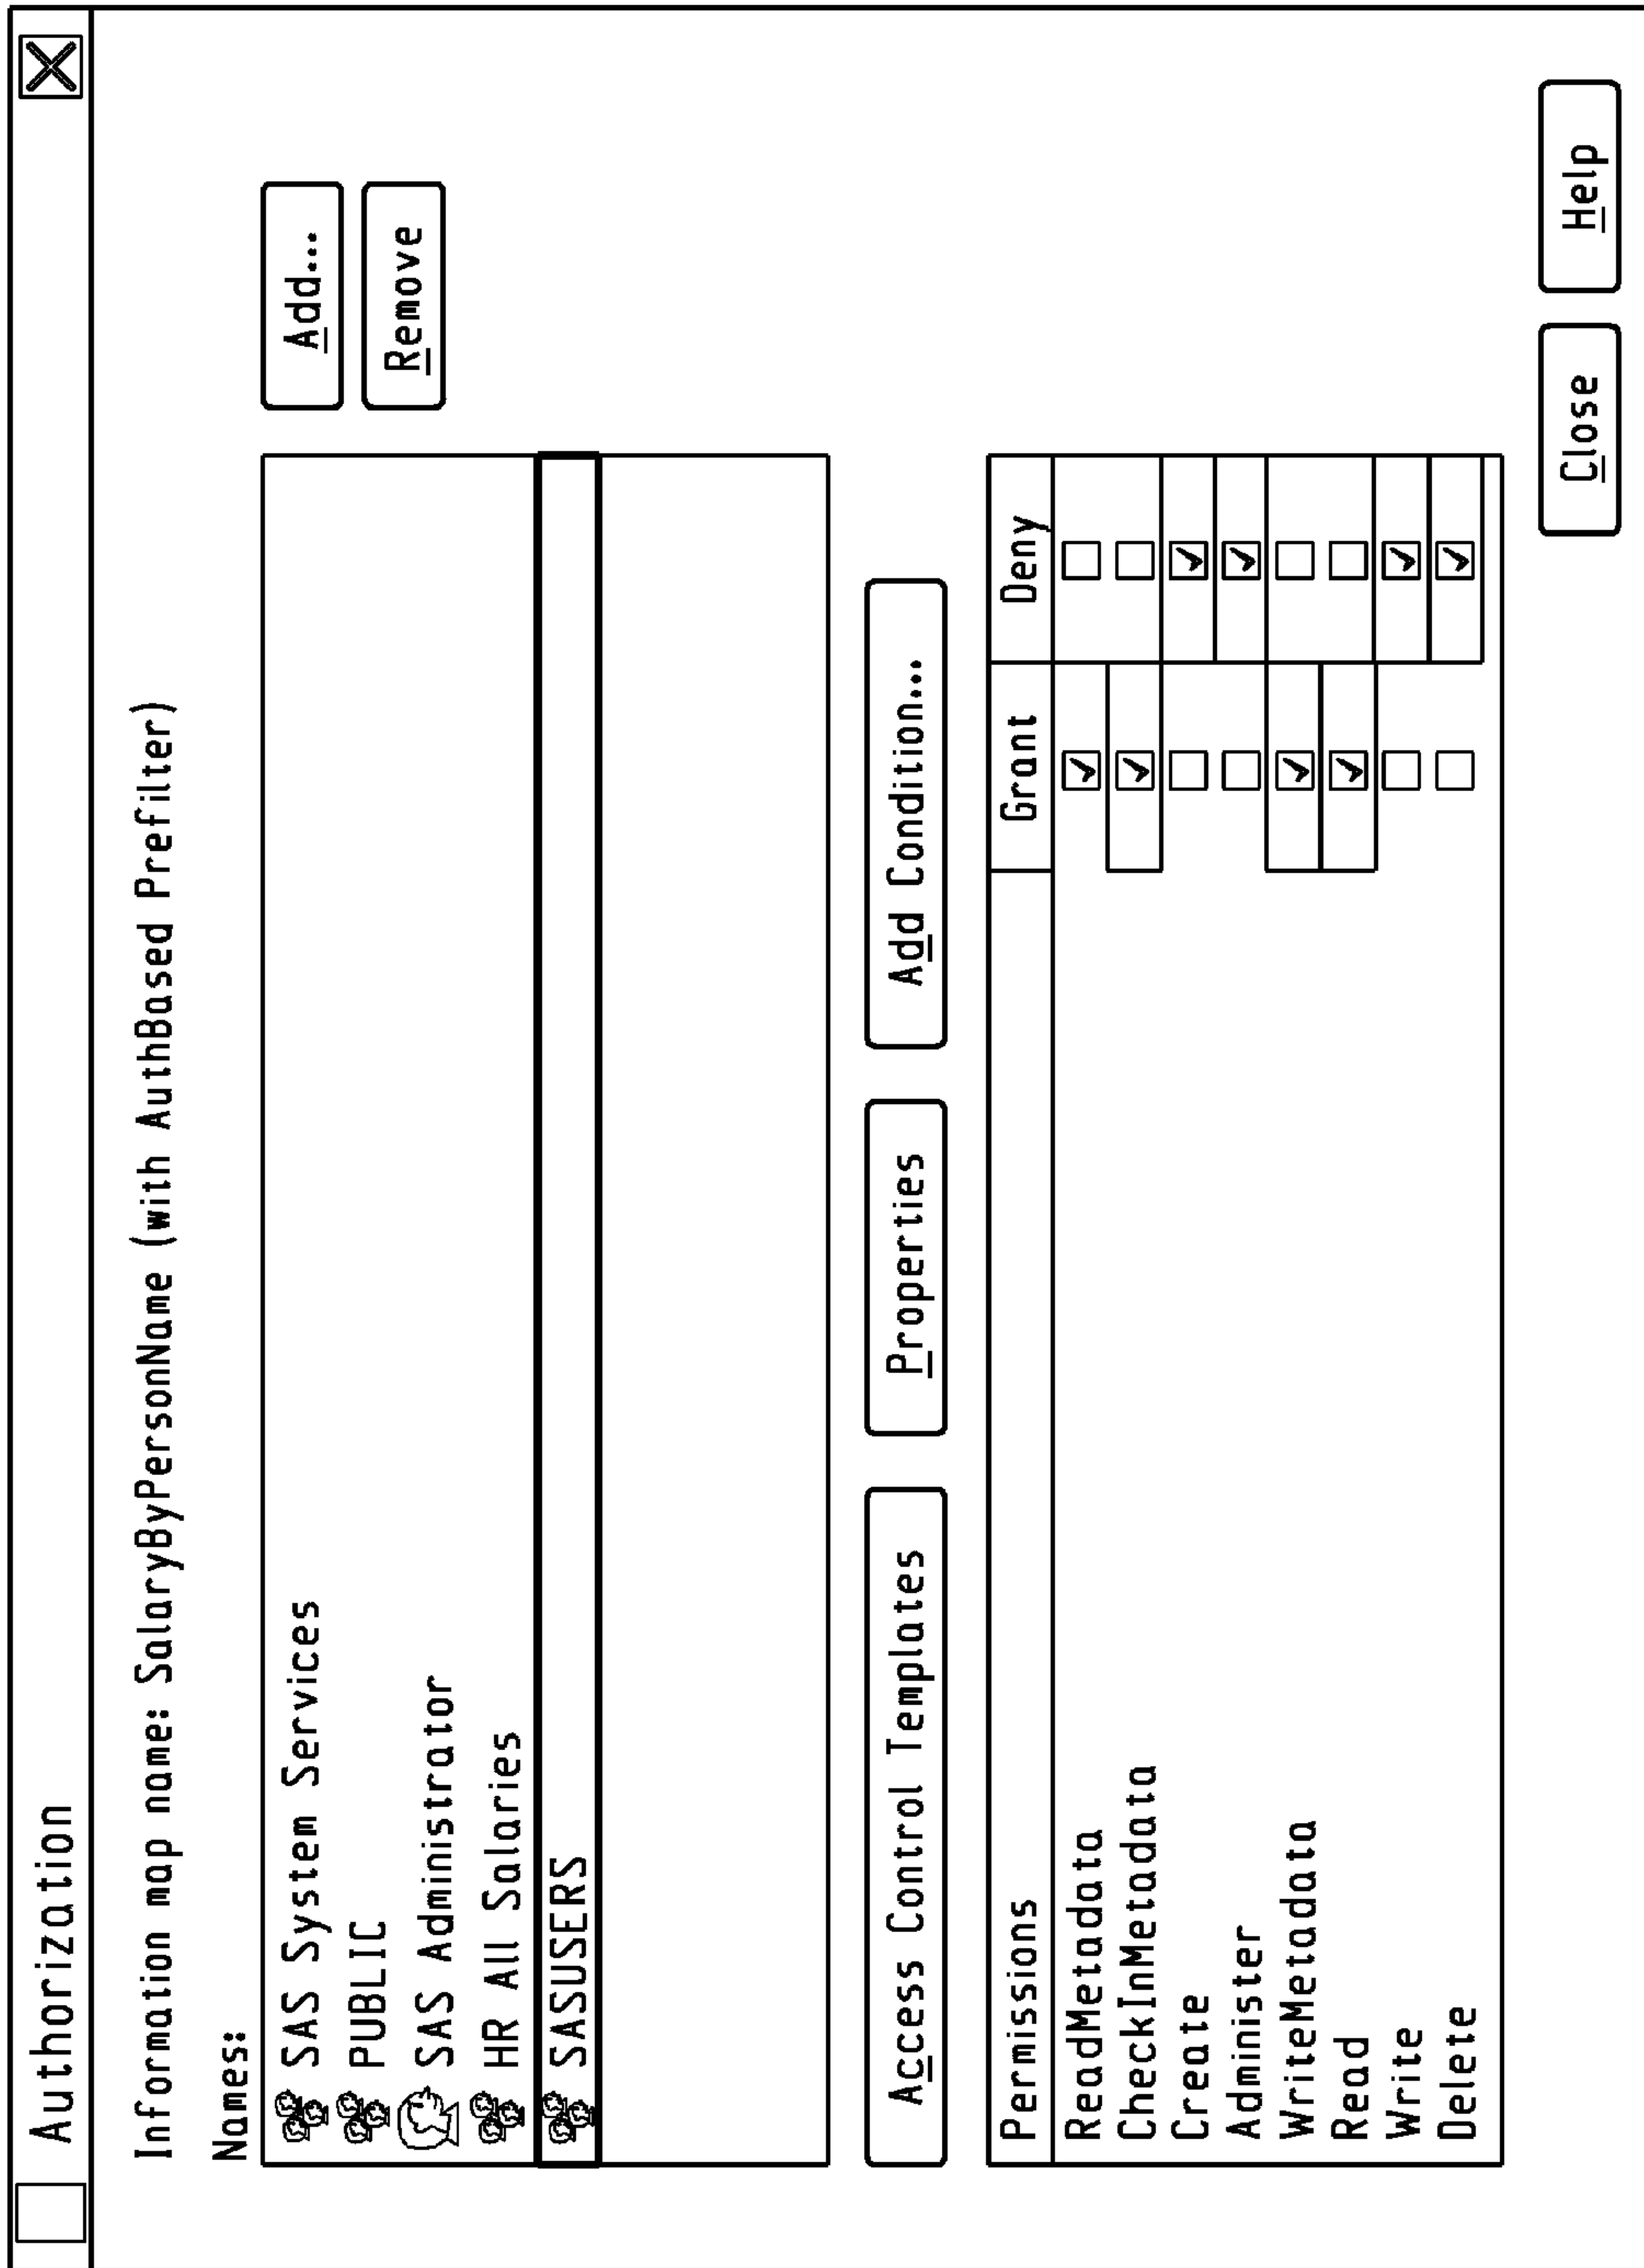 Authorization
Information map name: SalaryByPersonName (with AuthBased Prefilter)
Names:
SAS System Services
PUBLIC
SAS Administrator
HR All Salaries
SASUSERS
Add...
Remove
Access Control Templates Properties Add Condition...
Permissions Grant Deny
ReadMetadata
CheckInMetadata
Create
Administer
WriteMetadata
Read
Write
Delete
Close Help